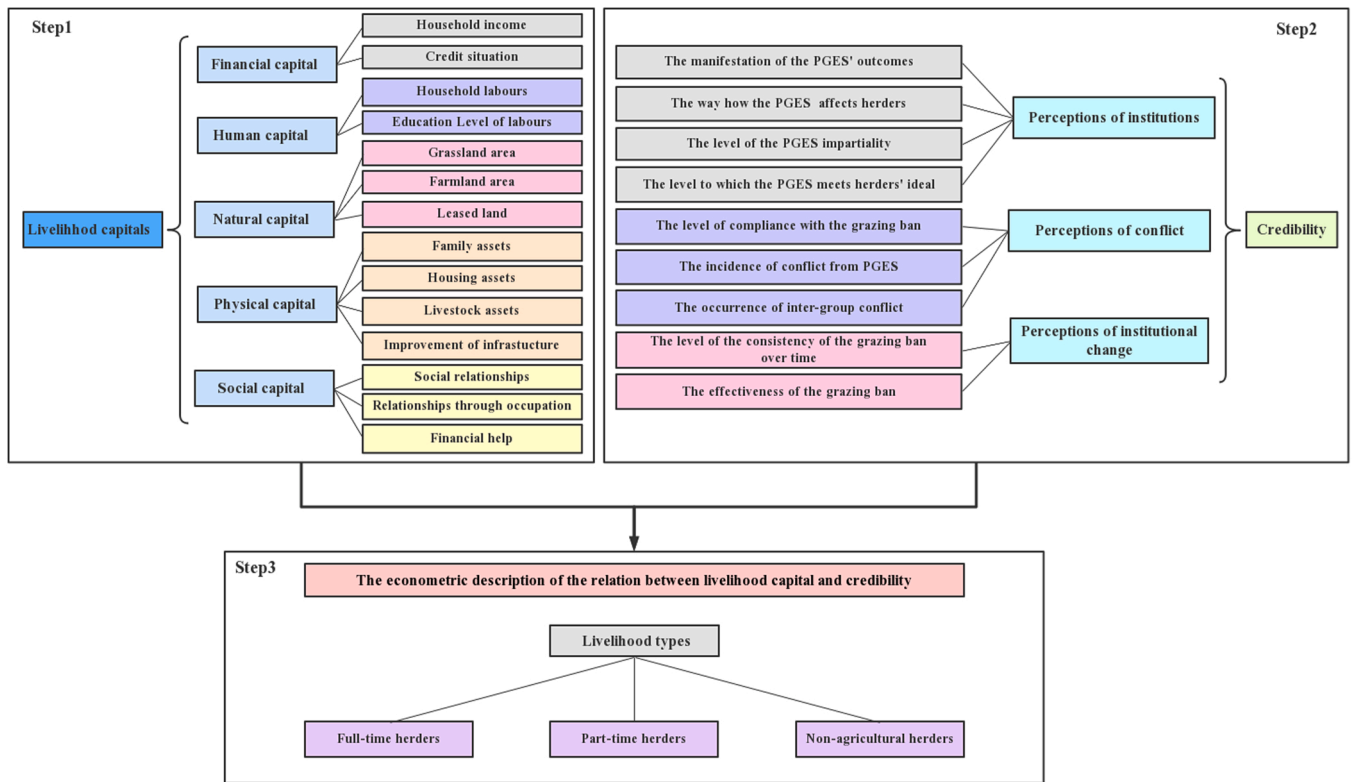 Step1
Livelihhod capitals
Financial capital
Human capital
Natural capital
Physical capital
Social capital
Household income
Credit situation
Household labours
Education Level of labours
Grassland area
Farmland area
Leased land
Family assets
Housing assets
Livestock assets
Improvement of infrastucture
Social relationships
Relationships through occupation
Financial help
Step2
The manifestation of the PGES' outcomes
The way how the PGES affects herders
The level of the PGES impartiality
The level to which the PGES meets herders' ideal
The level of compliance with the grazing ban
The incidence of conflict from PGES
The occurrence of inter-group conflict
The level of the consistency of the grazing ban
over time
The effectiveness of the grazing ban
Perceptions of institutions
Perceptions of conflict
Perceptions of institutional
change
Credibility
Step3
The econometric description of the relation between livelihood capital and credibility
Livelihood types
Full-time herders
Part-time herders
Non-agricultural herders